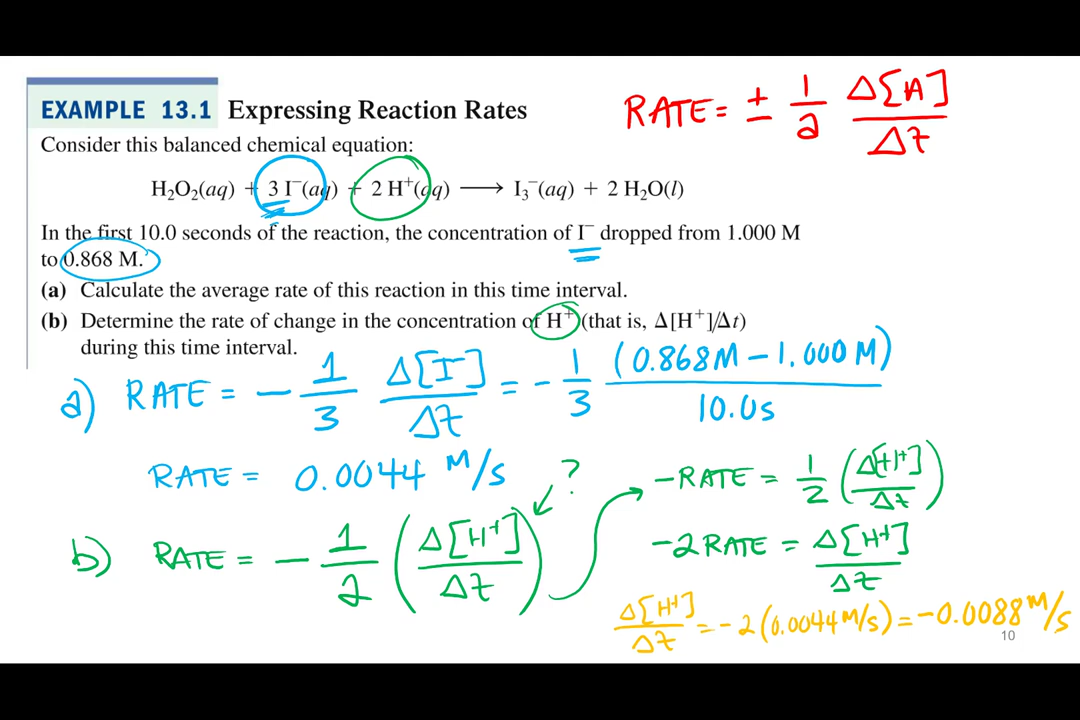 EXAMPLE 13.1 Expressing Reaction Rates
RATE = ± 1/a Δ[A]/Δt
Consider this balanced chemical equation:
H₂O₂(aq) + 3 I⁻(aq) + 2 H⁺(aq) ⟶ I₃⁻(aq) + 2 H₂O(l)
In the first 10.0 seconds of the reaction, the concentration of I⁻ dropped from 1.000 M
to 0.868 M.
(a) Calculate the average rate of this reaction in this time interval.
(b) Determine the rate of change in the concentration of H⁺ (that is, Δ[H⁺]/Δt)
during this time interval.
a) RATE = − 1/3 Δ[I⁻]/Δt = − 1/3 (0.868M − 1.000M)/10.0s
RATE = 0.0044 M/s
?
b) RATE = − 1/2 (Δ[H⁺]/Δt)
−RATE = 1/2 (Δ[H⁺]/Δt)
−2RATE = Δ[H⁺]/Δt
Δ[H⁺]/Δt = −2(0.0044 M/s) = −0.0088 M/s
10